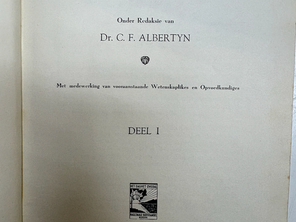 Onder Redaksie van
Dr. C. F. ALBERTYN
Met medewerking van vooraanstaande Wetenskaplikes en Opvoedkundiges
DEEL I